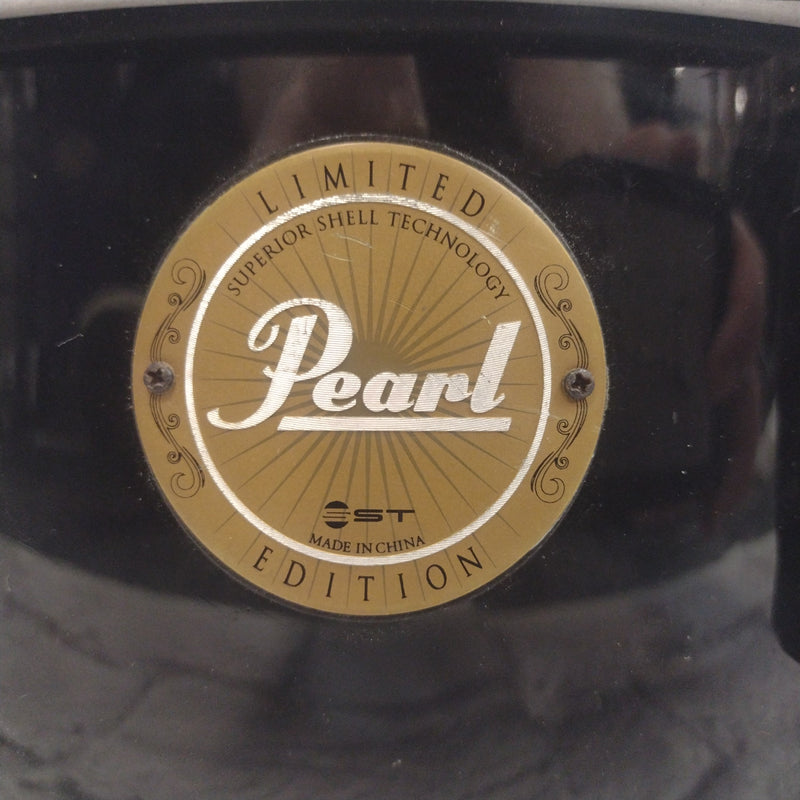 LIMITED
SUPERIOR SHELL TECHNOLOGY
Pearl
SST
MADE IN CHINA
EDITION